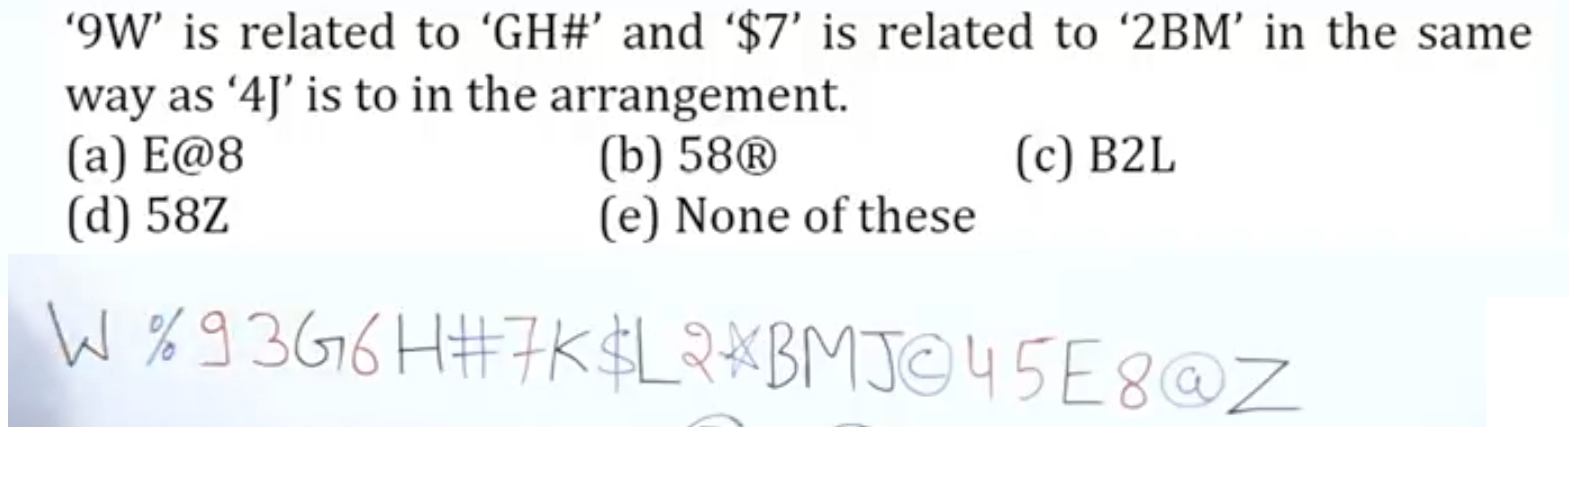 ‘9W’ is related to ‘GH#’ and ‘$7’ is related to ‘2BM’ in the same
way as ‘4J’ is to in the arrangement.
(a) E@8 (b) 58® (c) B2L
(d) 58Z (e) None of these
W % 9 3 G 6 H # 7 K $ L 2 * B M J © 4 5 E 8 @ Z